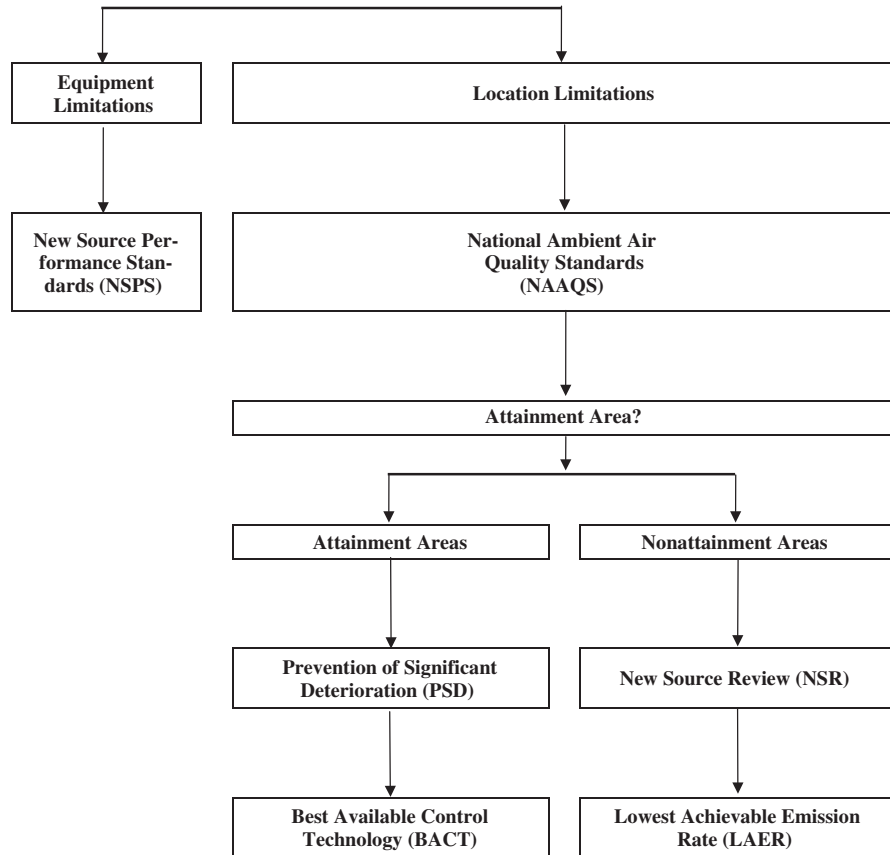 Equipment
Limitations
Location Limitations
New Source Per-
formance Stan-
dards (NSPS)
National Ambient Air
Quality Standards
(NAAQS)
Attainment Area?
Attainment Areas
Nonattainment Areas
Prevention of Significant
Deterioration (PSD)
New Source Review (NSR)
Best Available Control
Technology (BACT)
Lowest Achievable Emission
Rate (LAER)